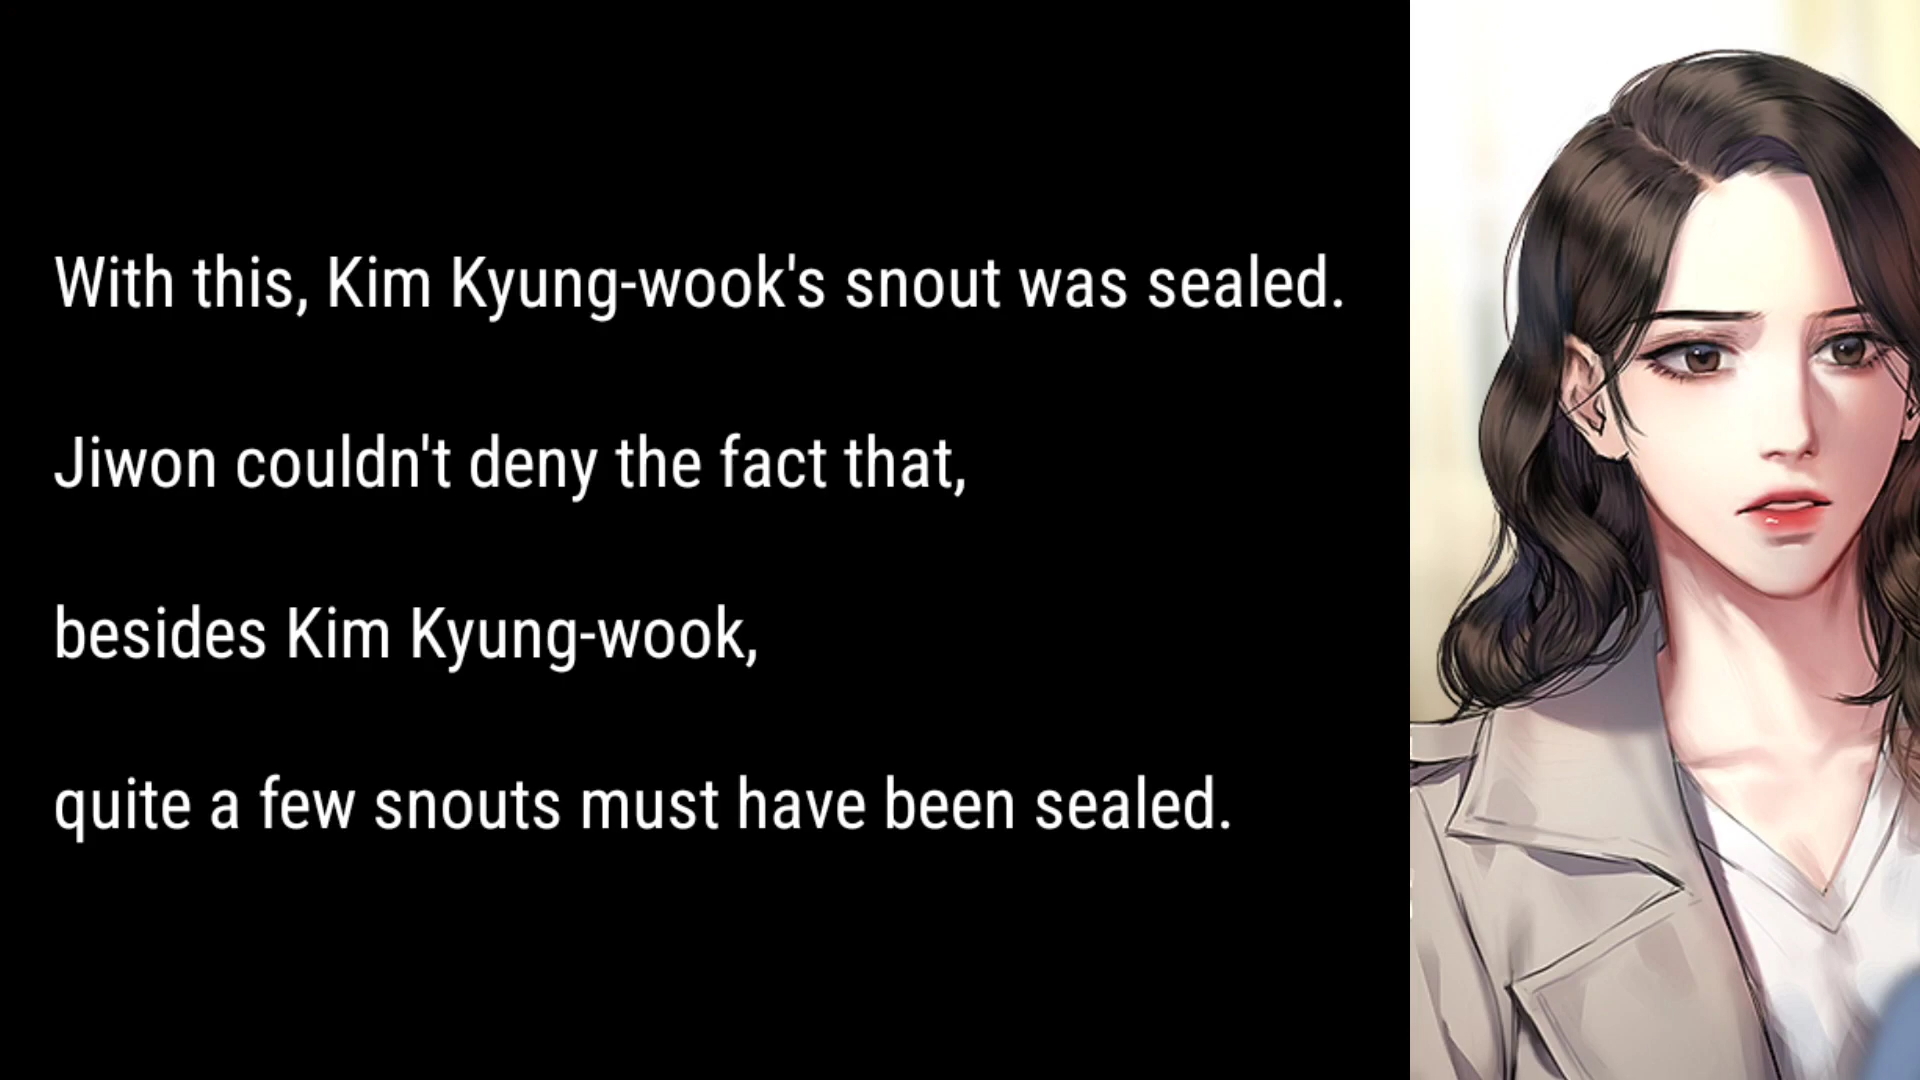 With this, Kim Kyung-wook's snout was sealed.
Jiwon couldn't deny the fact that,
besides Kim Kyung-wook,
quite a few snouts must have been sealed.